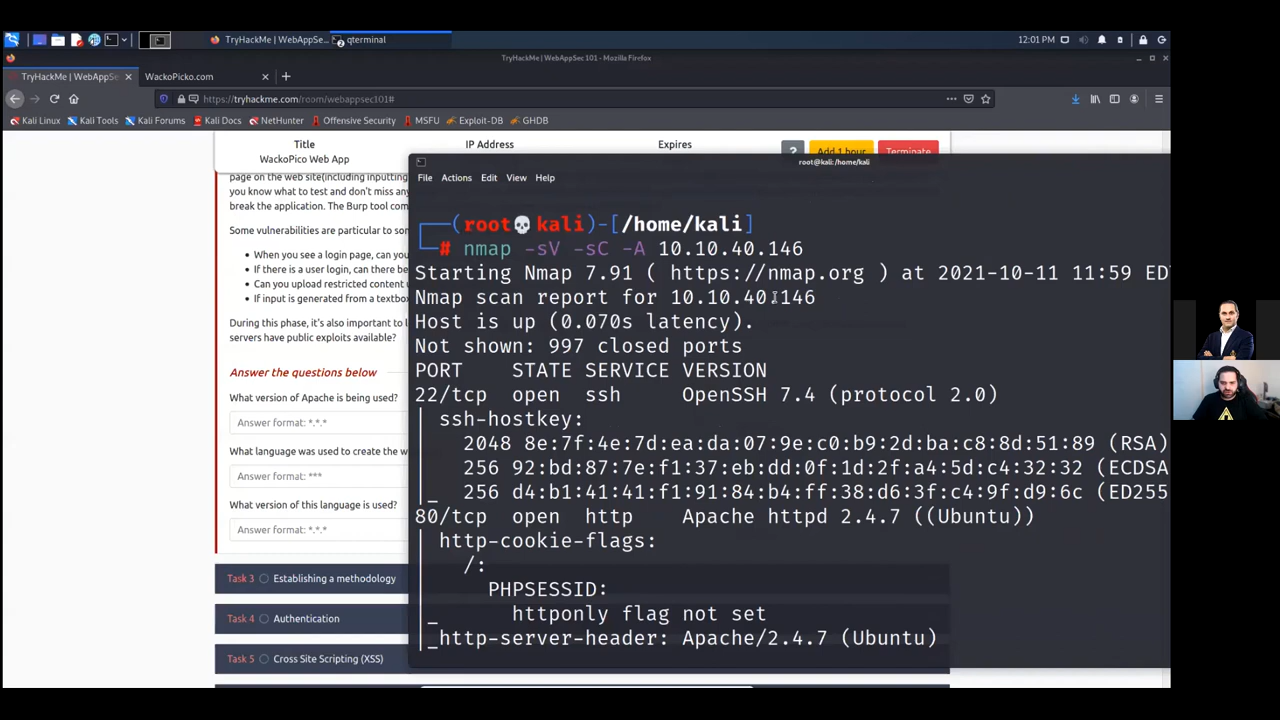 TryHackMe | WebAppSe...
qterminal
12:01 PM
TryHackMe | WebAppSec 101 - Mozilla Firefox
TryHackMe | WebAppSe
WackoPicko.com
https://tryhackme.com/room/webappsec101#
Kali Linux
Kali Tools
Kali Forums
Kali Docs
NetHunter
Offensive Security
MSFU
Exploit-DB
GHDB
Title
IP Address
Expires
WackoPico Web App
?
Add 1 hour
Terminate
page on the web site(including inputting
you know what to test and don't miss any
break the application. The Burp tool com
Some vulnerabilities are particular to som
When you see a login page, can you
If there is a user login, can there be
Can you upload restricted content u
If input is generated from a textbox
During this phase, it's also important to l
servers have public exploits available?
Answer the questions below
What version of Apache is being used?
Answer format: *.*.*
What language was used to create the w
Answer format: ***
What version of this language is used?
Answer format: *.*.*
Task 3 Establishing a methodology
Task 4 Authentication
Task 5 Cross Site Scripting (XSS)
root@kali:/home/kali
File Actions Edit View Help
┌──(root💀kali)-[/home/kali]
└─# nmap -sV -sC -A 10.10.40.146
Starting Nmap 7.91 ( https://nmap.org ) at 2021-10-11 11:59 EDT
Nmap scan report for 10.10.40.146
Host is up (0.070s latency).
Not shown: 997 closed ports
PORT STATE SERVICE VERSION
22/tcp open ssh OpenSSH 7.4 (protocol 2.0)
| ssh-hostkey:
| 2048 8e:7f:4e:7d:ea:da:07:9e:c0:b9:2d:ba:c8:8d:51:89 (RSA)
| 256 92:bd:87:7e:f1:37:eb:dd:0f:1d:2f:a4:5d:c4:32:32 (ECDSA
|_ 256 d4:b1:41:41:f1:91:84:b4:ff:38:d6:3f:c4:9f:d9:6c (ED255
80/tcp open http Apache httpd 2.4.7 ((Ubuntu))
| http-cookie-flags:
| /:
| PHPSESSID:
|_ httponly flag not set
|_http-server-header: Apache/2.4.7 (Ubuntu)